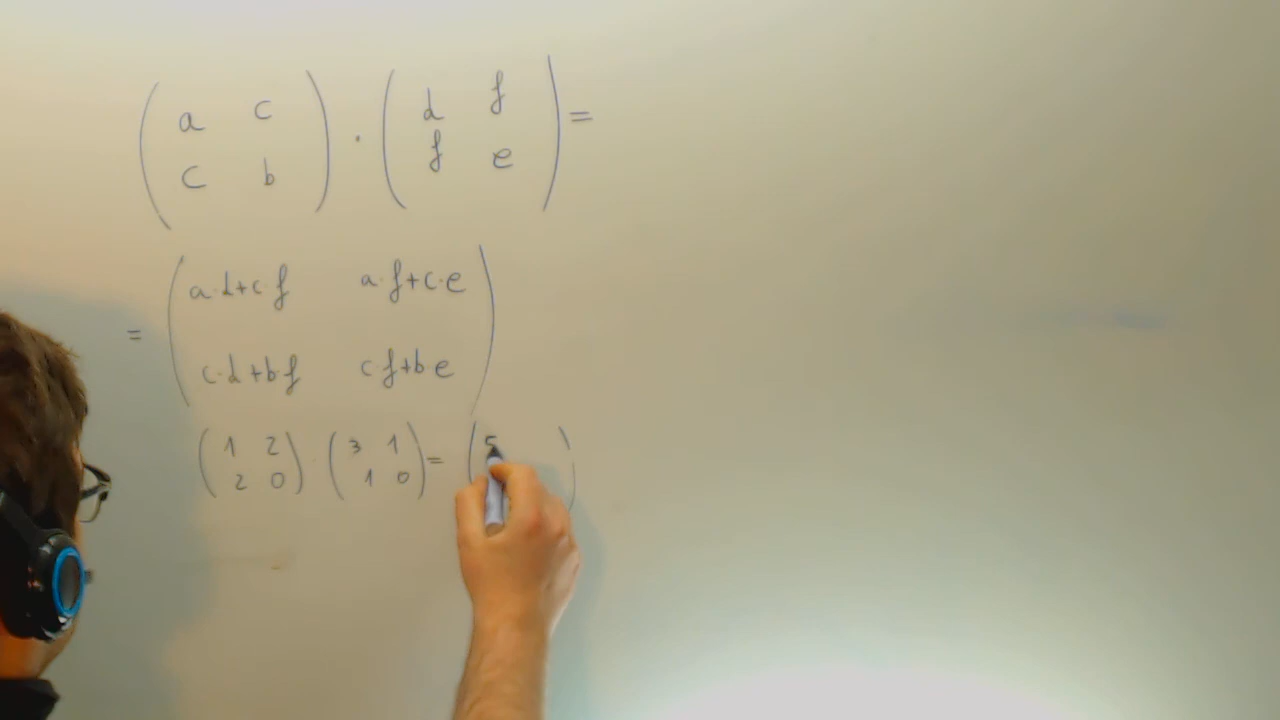 ( a c ) · ( d f ) =
( c b ) ( f e )
= ( a·d+c·f a·f+c·e )
( c·d+b f c f+b e )
( 1 2 ) · ( 3 1 ) = ( 5 )
( 2 0 ) ( 1 0 )